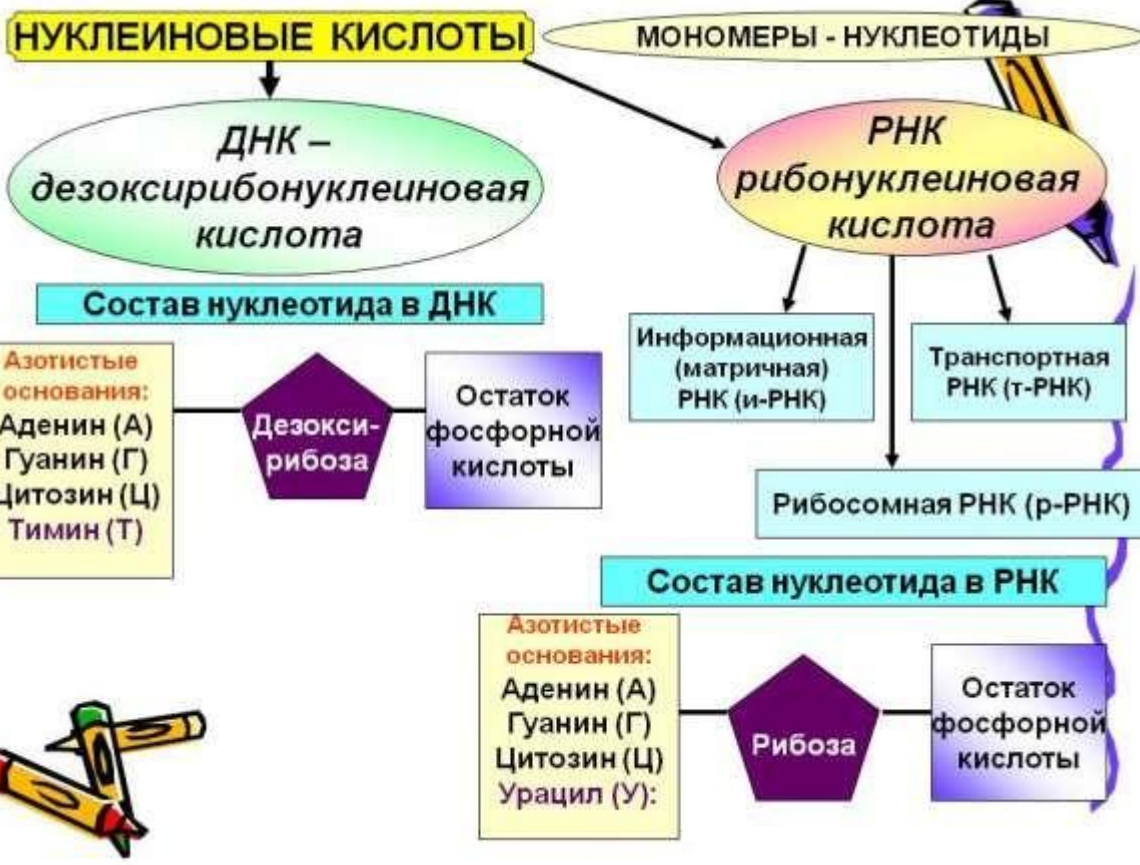 НУКЛЕИНОВЫЕ КИСЛОТЫ
МОНОМЕРЫ - НУКЛЕОТИДЫ
ДНК –
дезоксирибонуклеиновая
кислота
РНК
рибонуклеиновая
кислота
Состав нуклеотида в ДНК
Азотистые
основания:
Аденин (А)
Гуанин (Г)
Цитозин (Ц)
Тимин (Т)
Дезокси-
рибоза
Остаток
фосфорной
кислоты
Информационная
(матричная)
РНК (и-РНК)
Транспортная
РНК (т-РНК)
Рибосомная РНК (р-РНК)
Состав нуклеотида в РНК
Азотистые
основания:
Аденин (А)
Гуанин (Г)
Цитозин (Ц)
Урацил (У):
Рибоза
Остаток
фосфорной
кислоты